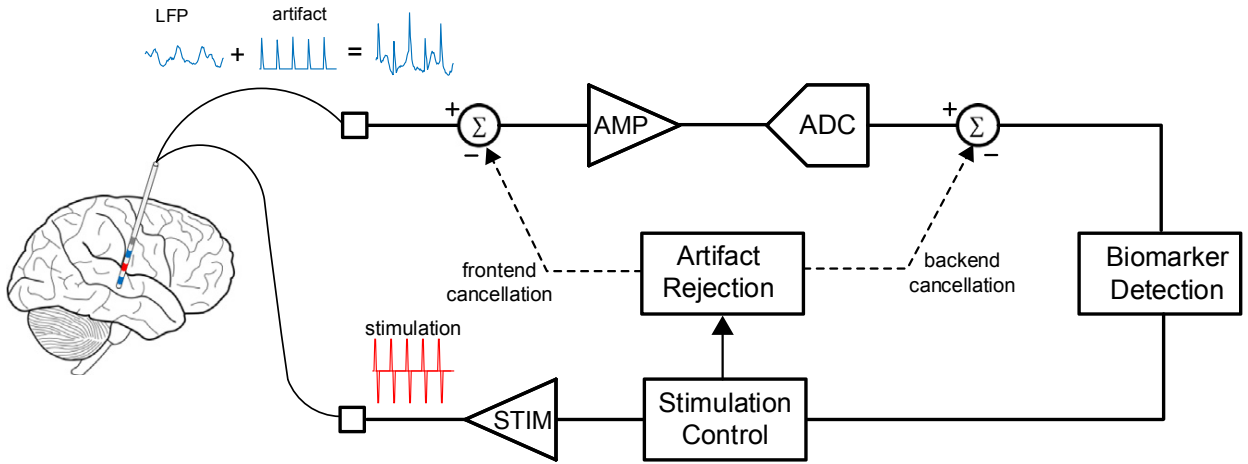 LFP
artifact
+
=
+
Σ
−
AMP
ADC
+
Σ
−
frontend
cancellation
Artifact
Rejection
backend
cancellation
Biomarker
Detection
stimulation
STIM
Stimulation
Control